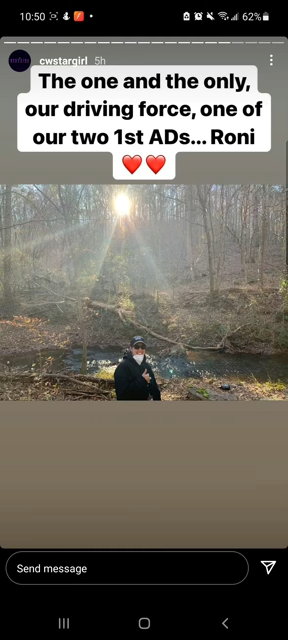 10:50
62%
cwstargirl 5h
The one and the only,
our driving force, one of
our two 1st ADs... Roni
❤️❤️
Send message